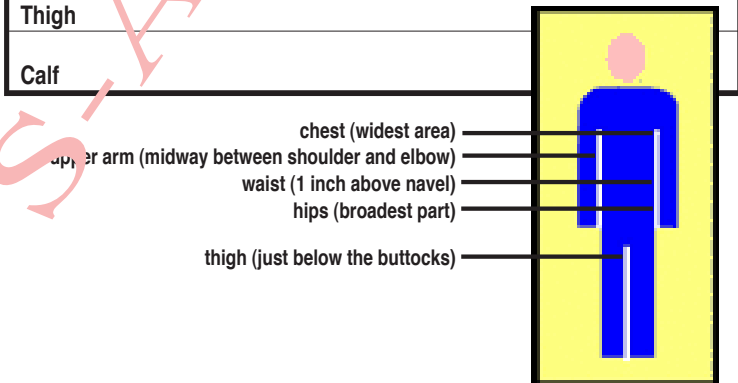 Thigh
Calf
chest (widest area)
upper arm (midway between shoulder and elbow)
waist (1 inch above navel)
hips (broadest part)
thigh (just below the buttocks)
S-A